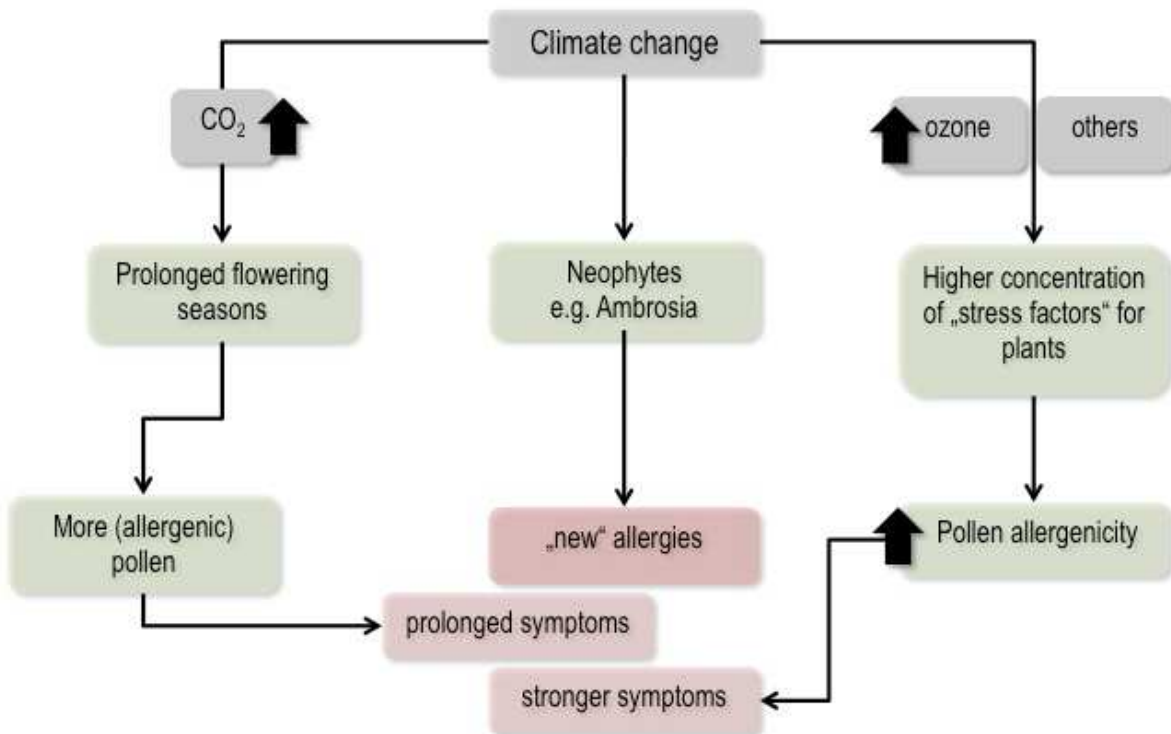 Climate change
CO₂
ozone
others
Prolonged flowering
seasons
Neophytes
e.g. Ambrosia
Higher concentration
of „stress factors“ for
plants
More (allergenic)
pollen
„new“ allergies
Pollen allergenicity
prolonged symptoms
stronger symptoms